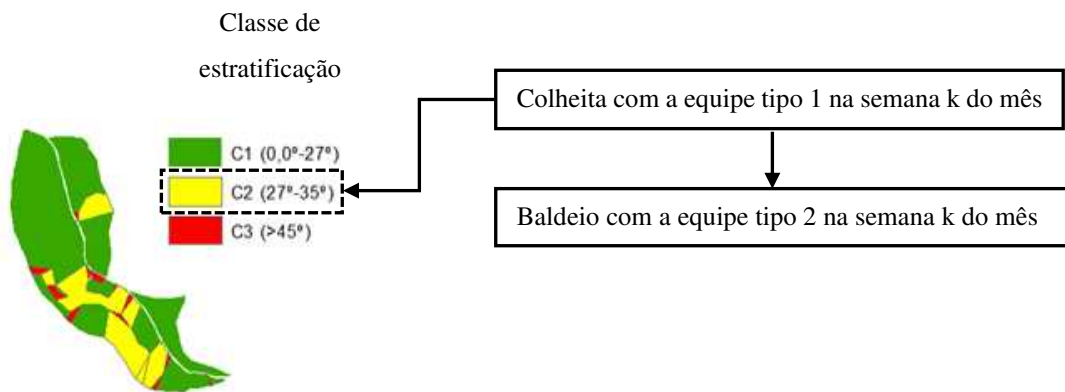 Classe de
estratificação
Colheita com a equipe tipo 1 na semana k do mês
C1 (0,0º-27º)
C2 (27º-35º)
Baldeio com a equipe tipo 2 na semana k do mês
C3 (>45º)